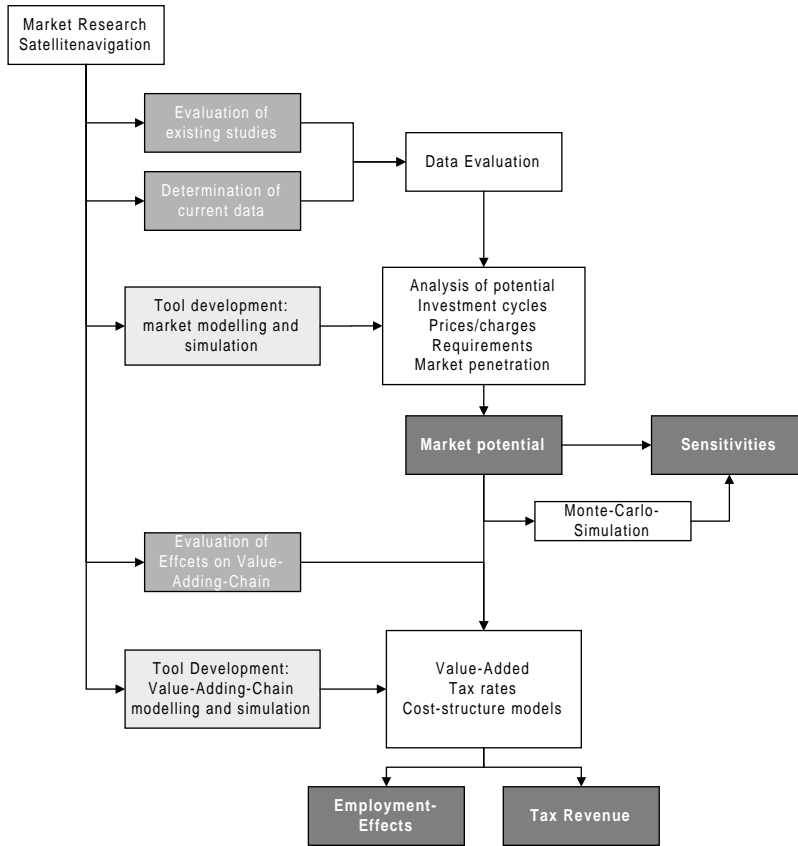 Market Research
Satellitenavigation
Evaluation of
existing studies
Data Evaluation
Determination of
current data
Tool development:
market modelling and
simulation
Analysis of potential
Investment cycles
Prices/charges
Requirements
Market penetration
Market potential
Sensitivities
Monte-Carlo-
Simulation
Evaluation of
Effcets on Value-
Adding-Chain
Tool Development:
Value-Adding-Chain
modelling and simulation
Value-Added
Tax rates
Cost-structure models
Employment-
Effects
Tax Revenue